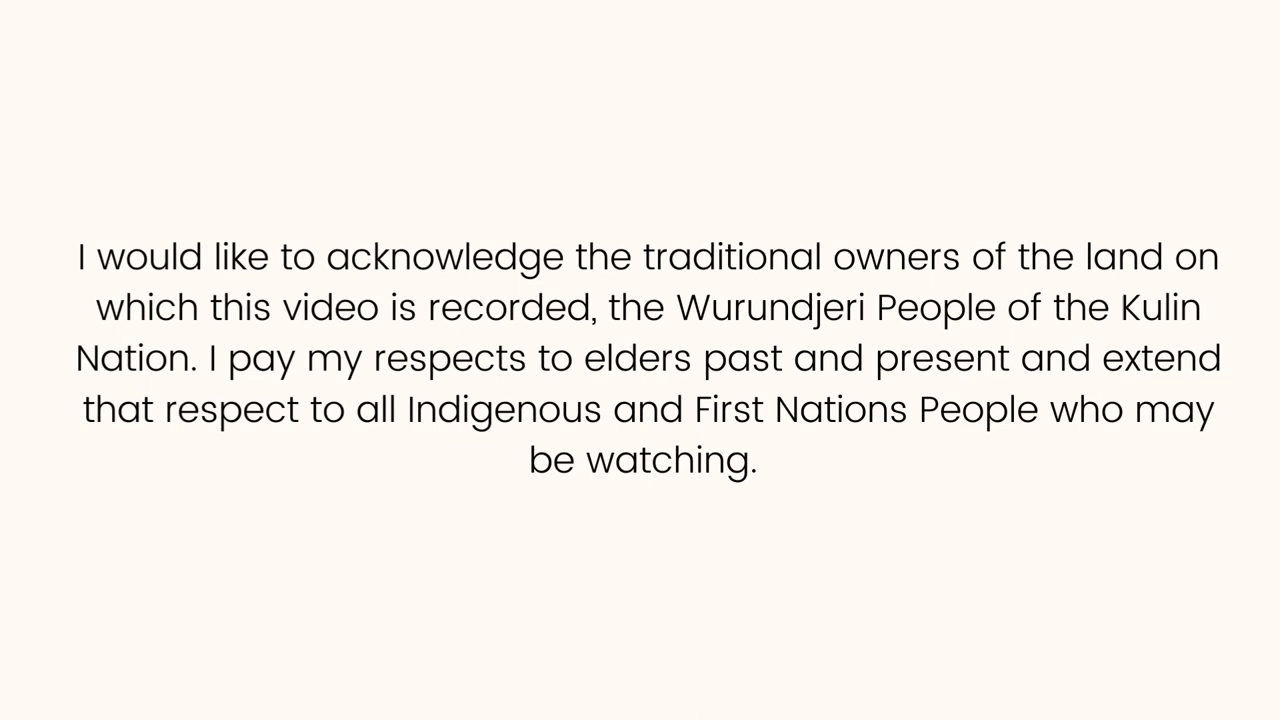 I would like to acknowledge the traditional owners of the land on
which this video is recorded, the Wurundjeri People of the Kulin
Nation. I pay my respects to elders past and present and extend
that respect to all Indigenous and First Nations People who may
be watching.